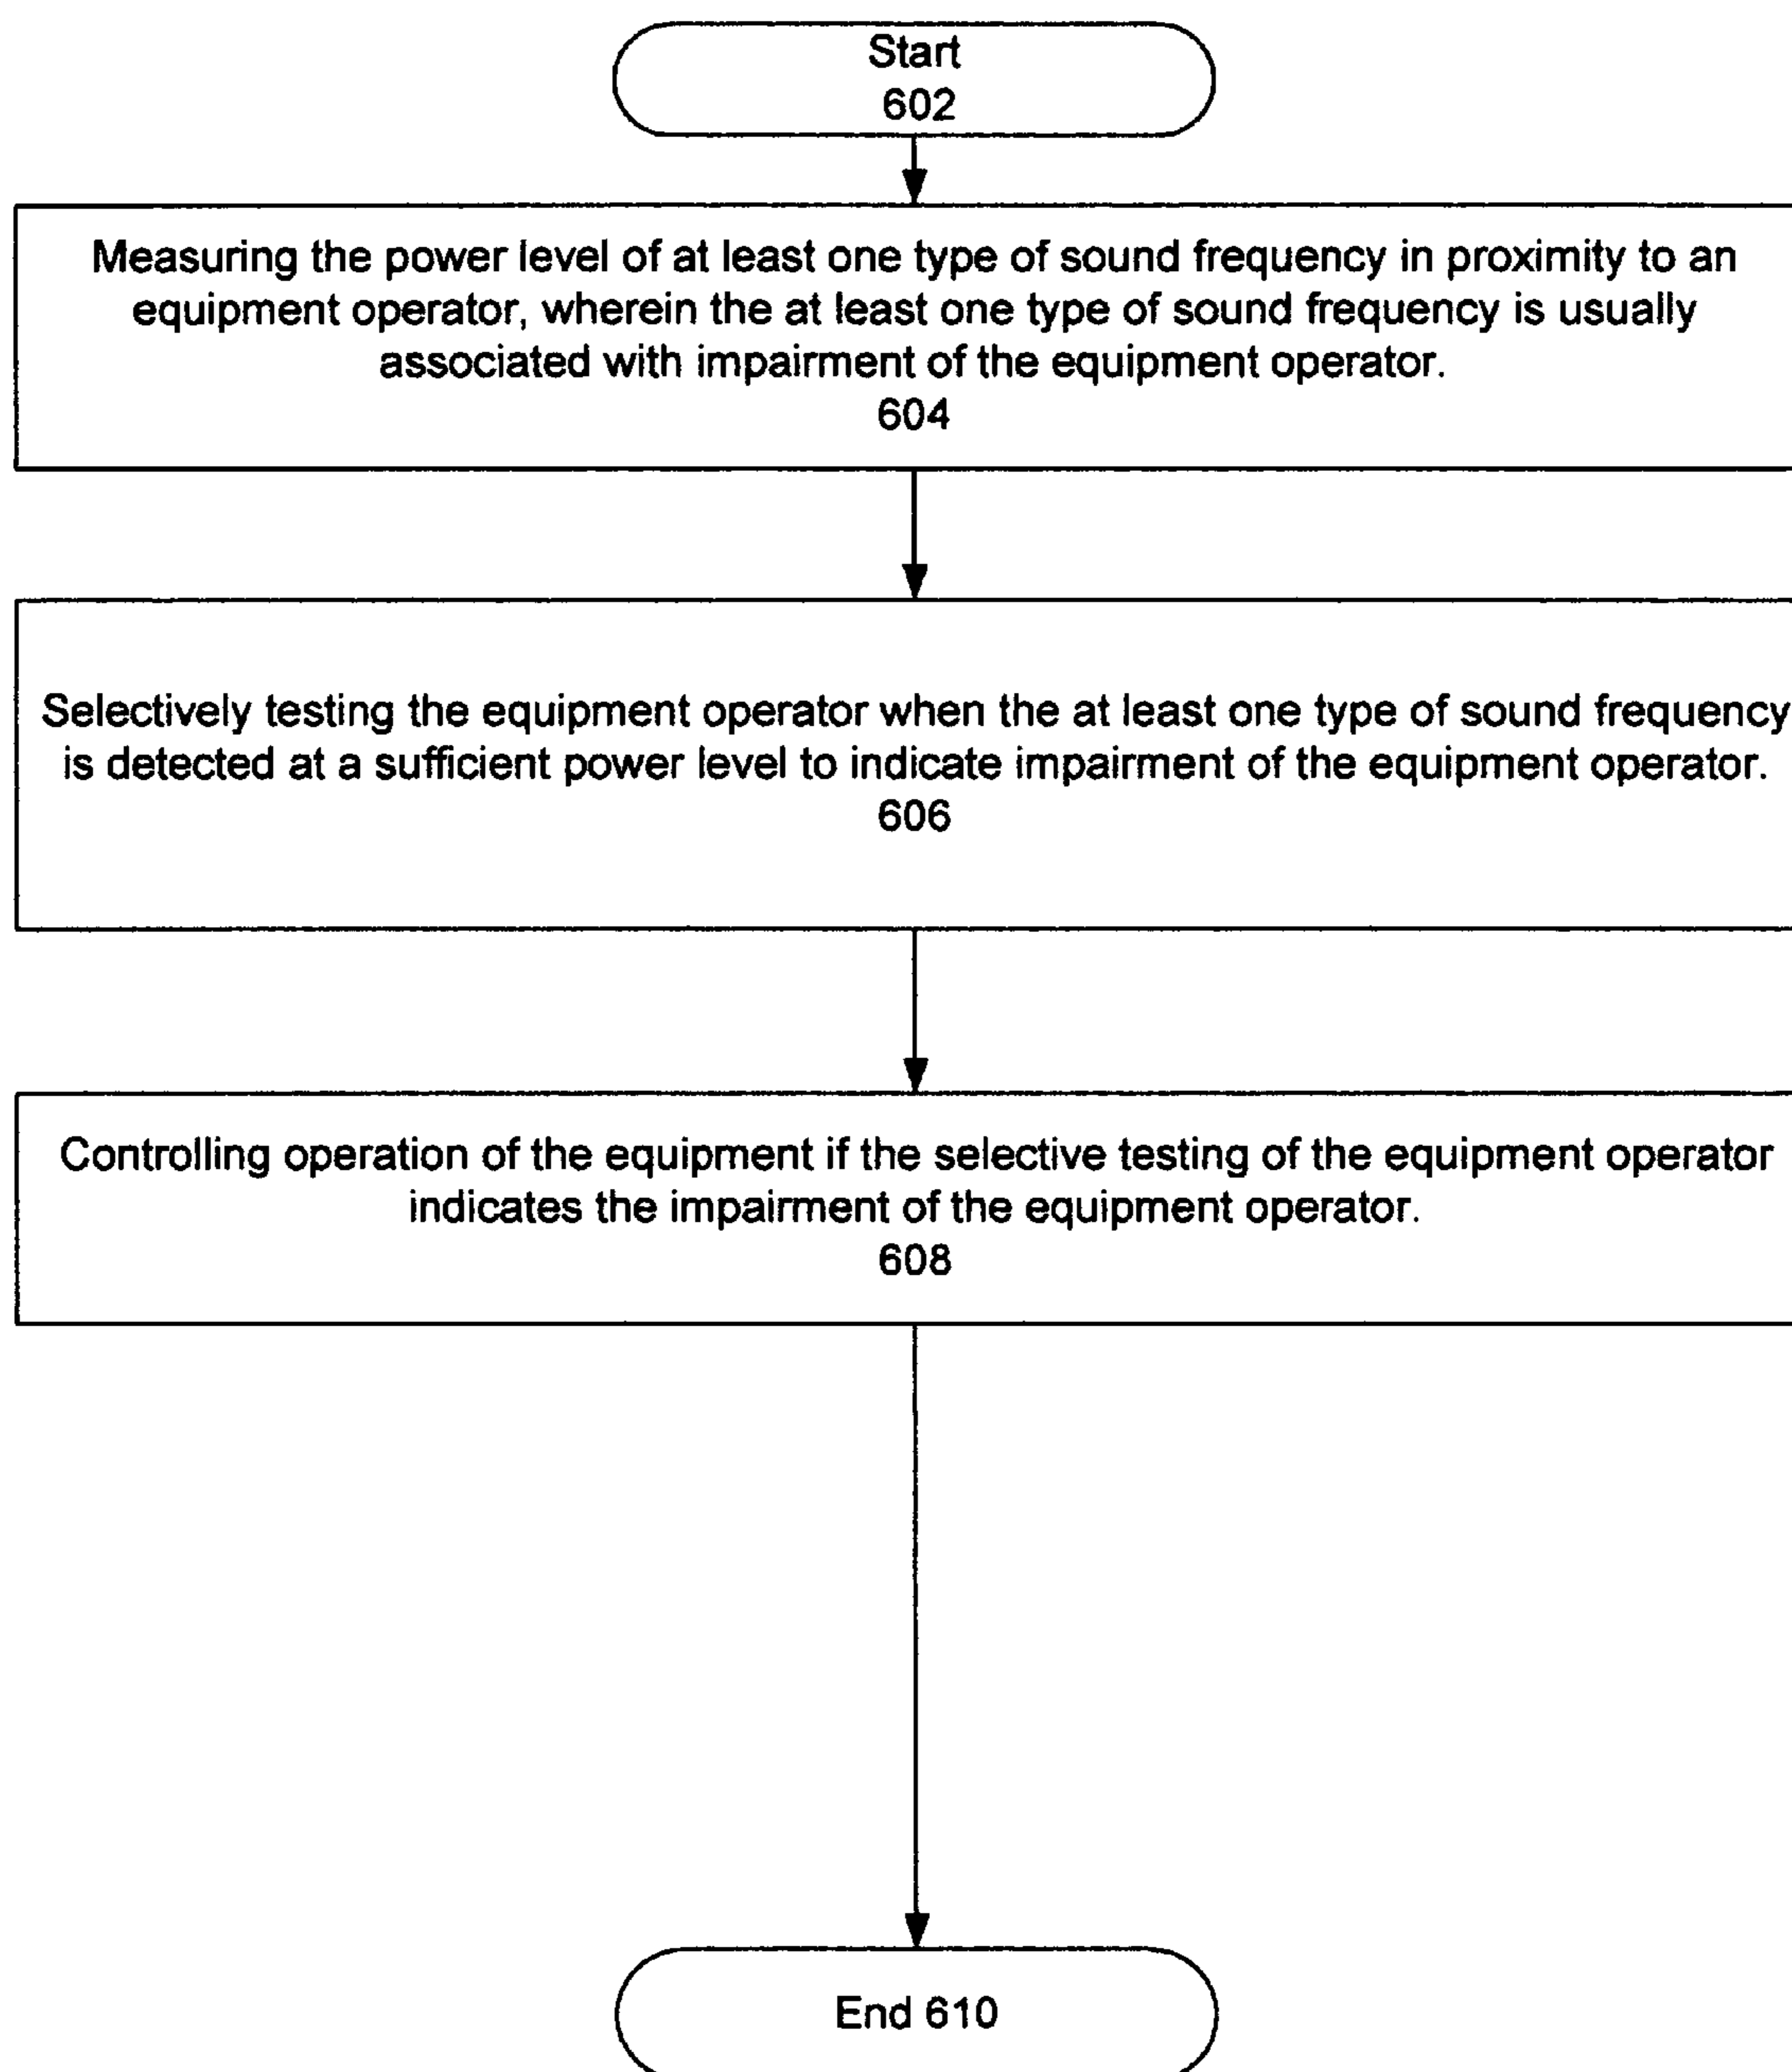 Start
602
Measuring the power level of at least one type of sound frequency in proximity to an
equipment operator, wherein the at least one type of sound frequency is usually
associated with impairment of the equipment operator.
604
Selectively testing the equipment operator when the at least one type of sound frequency
is detected at a sufficient power level to indicate impairment of the equipment operator.
606
Controlling operation of the equipment if the selective testing of the equipment operator
indicates the impairment of the equipment operator.
608
End 610